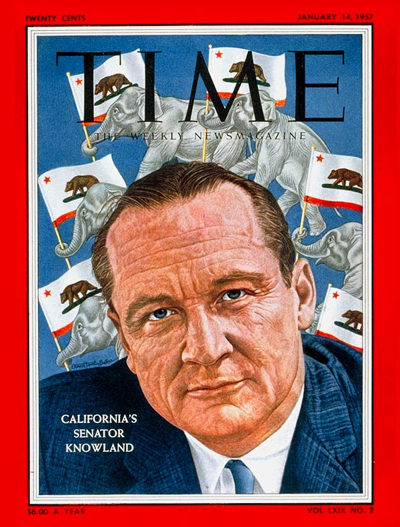 TWENTY CENTS JANUARY 14, 1957
TIME
THE WEEKLY NEWSMAGAZINE
CALIFORNIA'S
SENATOR
KNOWLAND
$6.00 A YEAR VOL. LXIX NO. 2